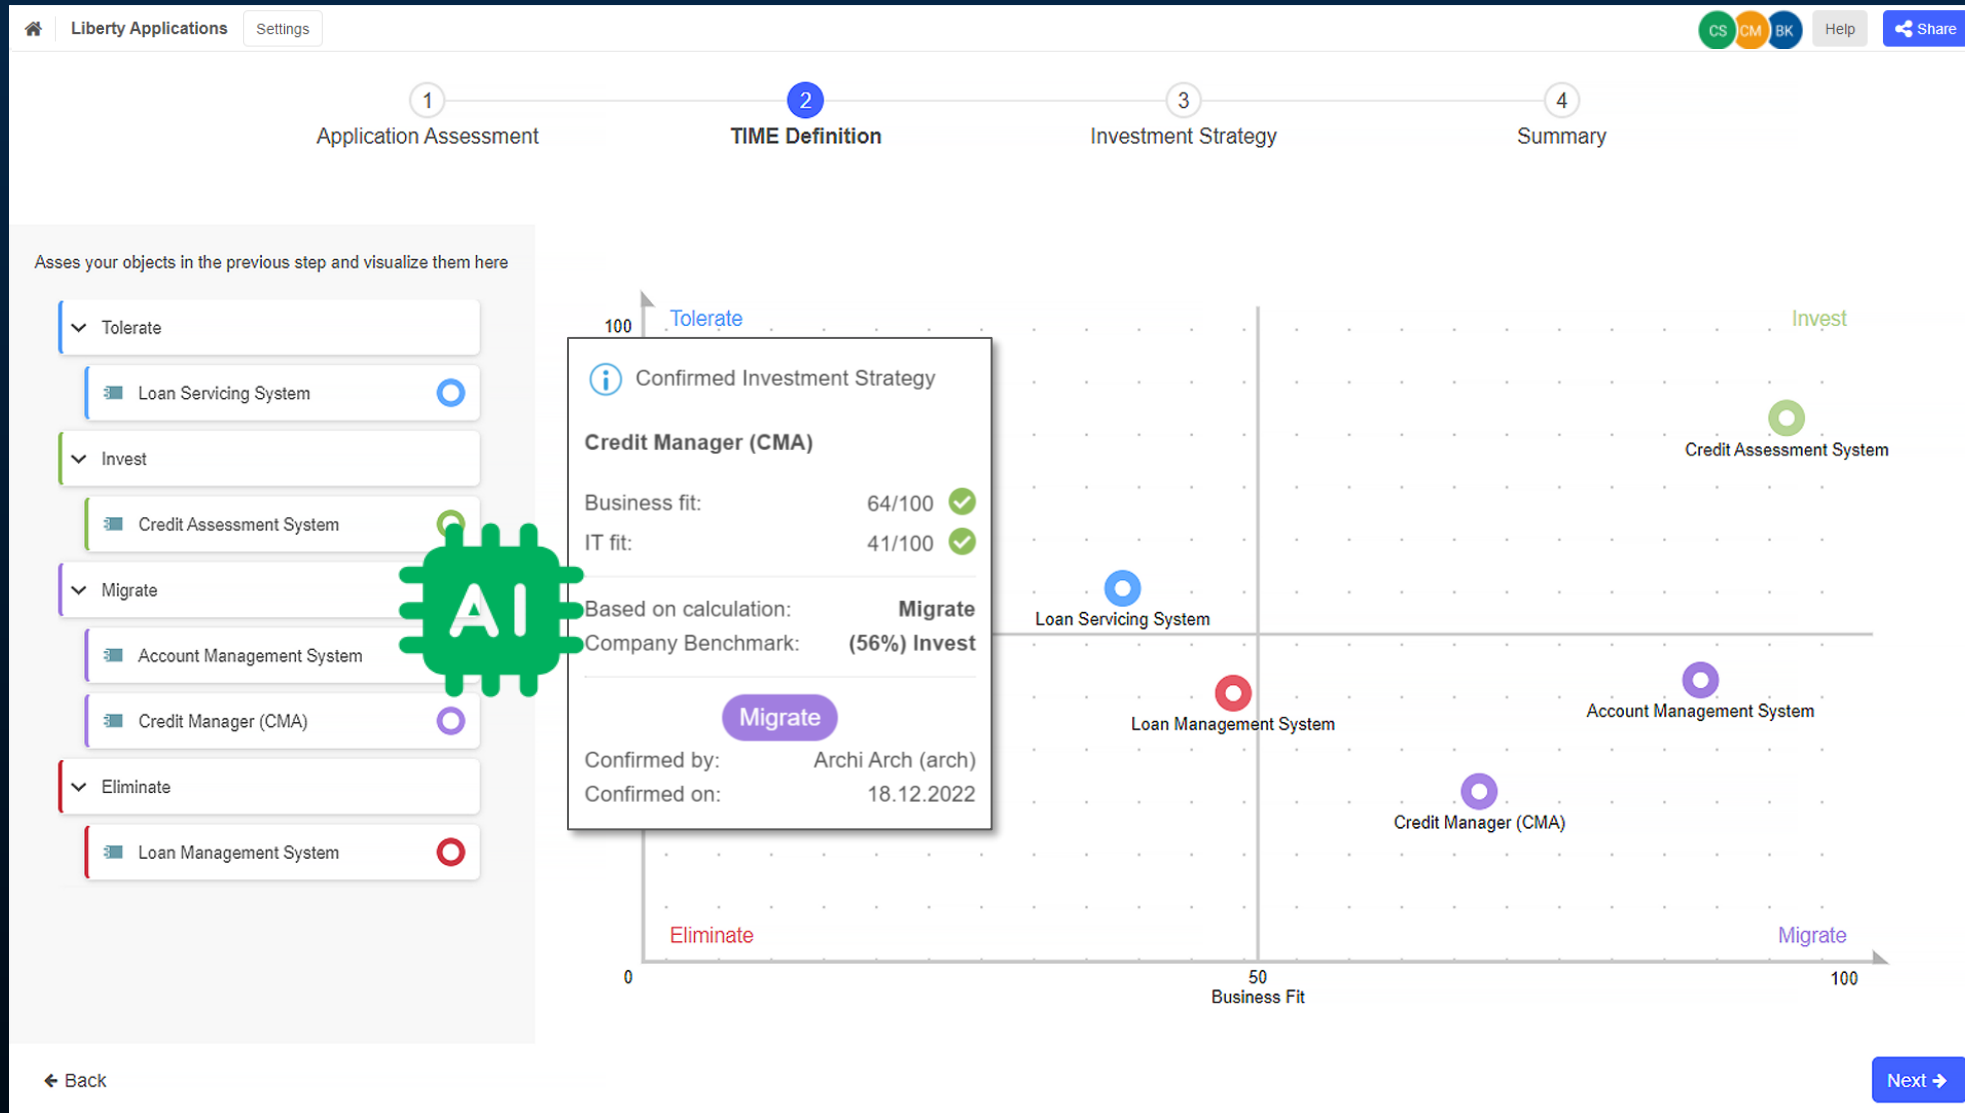 Liberty Applications Settings CS CM BK Help Share
1 2 3 4
Application Assessment TIME Definition Investment Strategy Summary
Asses your objects in the previous step and visualize them here
Tolerate
Loan Servicing System
Invest
Credit Assessment System
Migrate
Account Management System
Credit Manager (CMA)
Eliminate
Loan Management System
AI
100 Tolerate Invest
Confirmed Investment Strategy
Credit Manager (CMA)
Business fit: 64/100
IT fit: 41/100
Based on calculation: Migrate
Company Benchmark: (56%) Invest
Migrate
Confirmed by: Archi Arch (arch)
Confirmed on: 18.12.2022
Credit Assessment System
Loan Servicing System
Loan Management System
Account Management System
Credit Manager (CMA)
Eliminate Migrate
0 50 100
Business Fit
Back Next